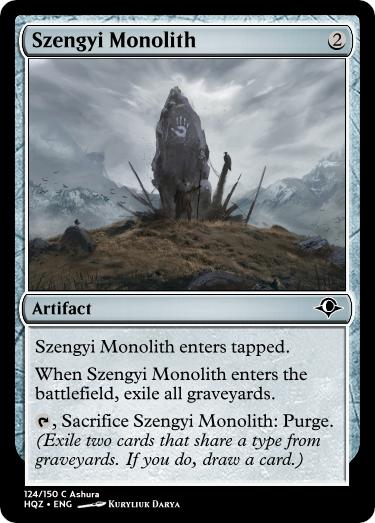 Szengyi Monolith 2
Artifact
Szengyi Monolith enters tapped.
When Szengyi Monolith enters the
battlefield, exile all graveyards.
, Sacrifice Szengyi Monolith: Purge.
(Exile two cards that share a type from
graveyards. If you do, draw a card.)
124/150 C Ashura
HQZ • ENG Kuryliuk Darya